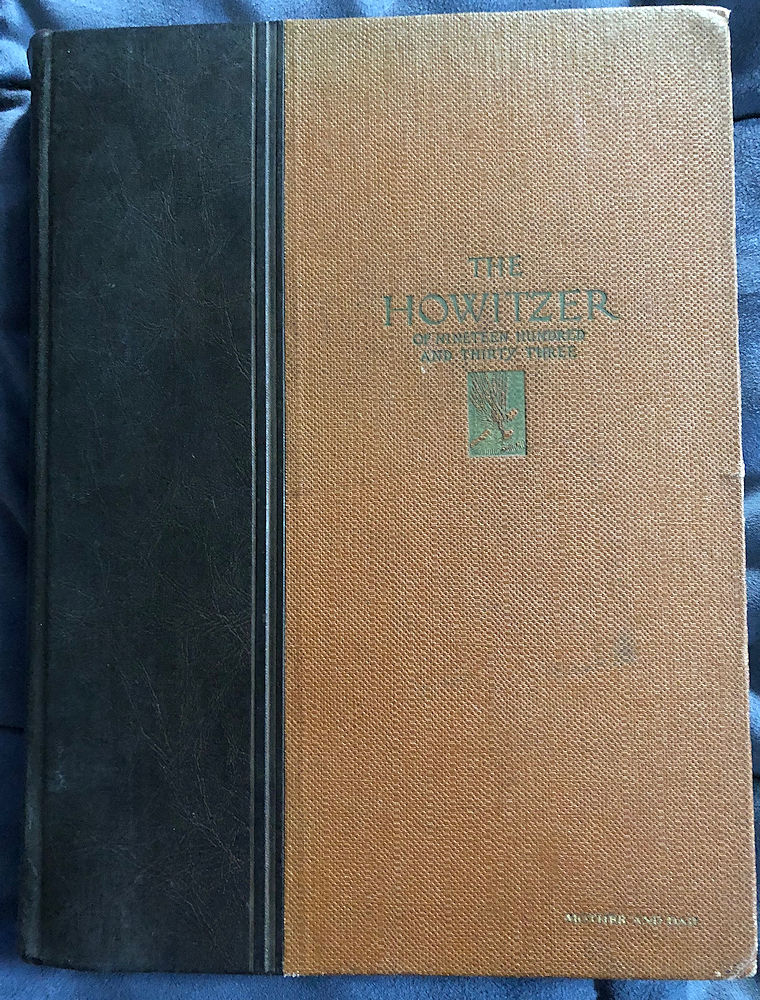 THE
HOWITZER
OF NINETEEN HUNDRED
AND THIRTY THREE
MOTHER AND DAD